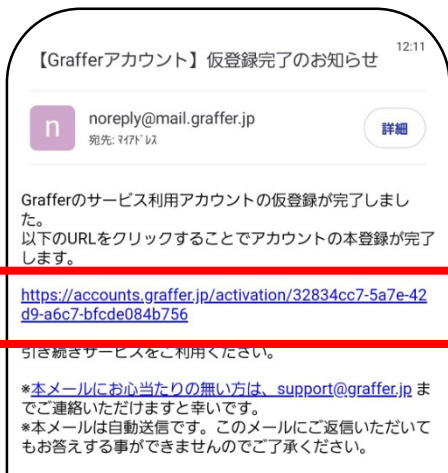 【Grafferアカウント】仮登録完了のお知らせ
12:11
n
noreply@mail.graffer.jp
宛先: ﾏｲｱﾄﾞﾚｽ
詳細
Grafferのサービス利用アカウントの仮登録が完了しまし
た。
以下のURLをクリックすることでアカウントの本登録が完了
します。
https://accounts.graffer.jp/activation/32834cc7-5a7e-42
d9-a6c7-bfcde084b756
引き続きサービスをご利用ください。
*本メールにお心当たりの無い方は、support@graffer.jp ま
でご連絡いただけますと幸いです。
*本メールは自動送信です。このメールにご返信いただいて
もお答えする事ができませんのでご了承ください。